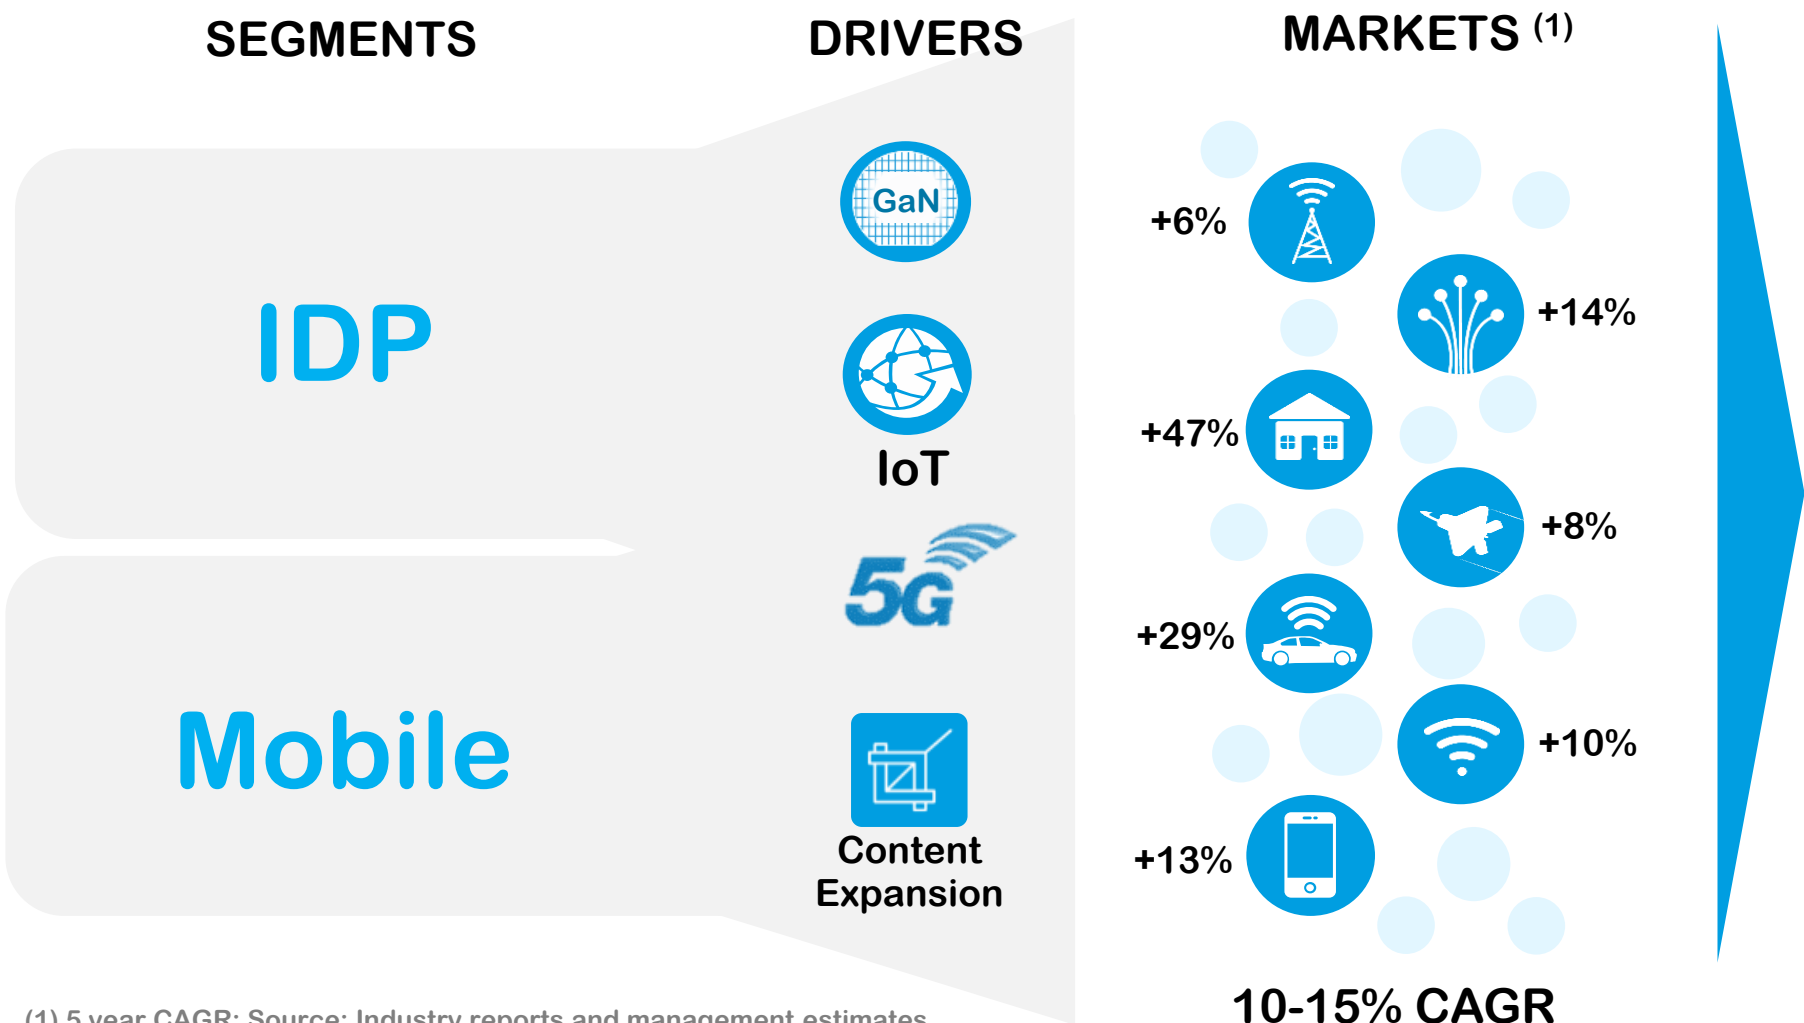 SEGMENTS
DRIVERS
MARKETS (1)
GaN
+6%
+14%
IDP
IoT
+47%
+8%
5G
+29%
Mobile
+10%
Content
Expansion
+13%
10-15% CAGR
(1) 5 year CAGR; Source: Industry reports and management estimates